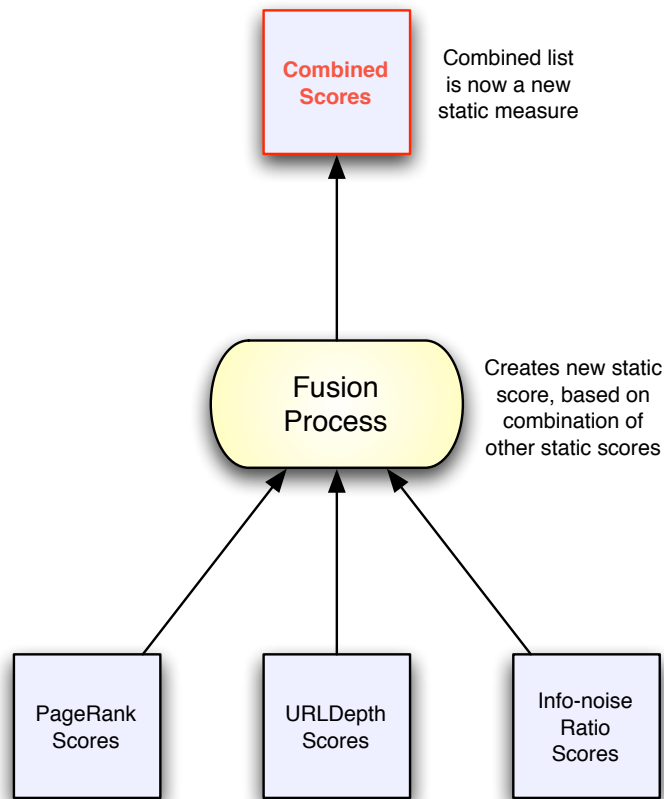 Combined
Scores
Combined list
is now a new
static measure
Fusion
Process
Creates new static
score, based on
combination of
other static scores
PageRank
Scores
URLDepth
Scores
Info-noise
Ratio
Scores